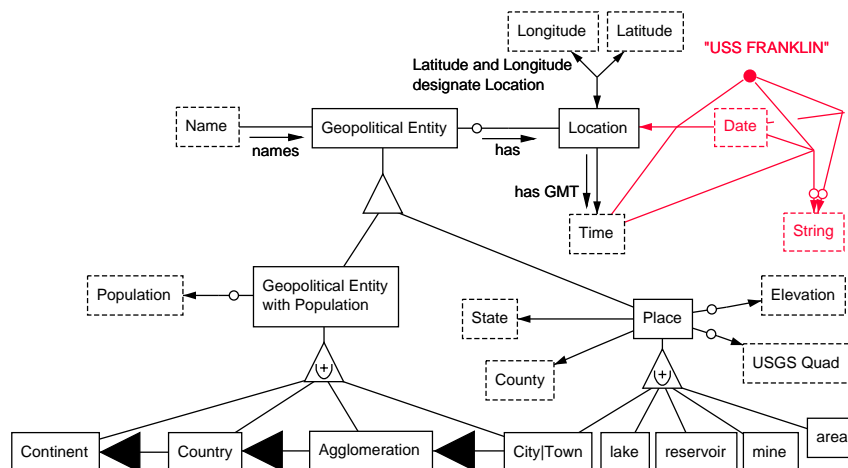 Longitude
Latitude
"USS FRANKLIN"
Latitude and Longitude
designate Location
Name
names
Geopolitical Entity
has
Location
Date
has GMT
Time
String
Population
Geopolitical Entity
with Population
State
Place
Elevation
County
USGS Quad
Continent
Country
Agglomeration
City|Town
lake
reservoir
mine
area